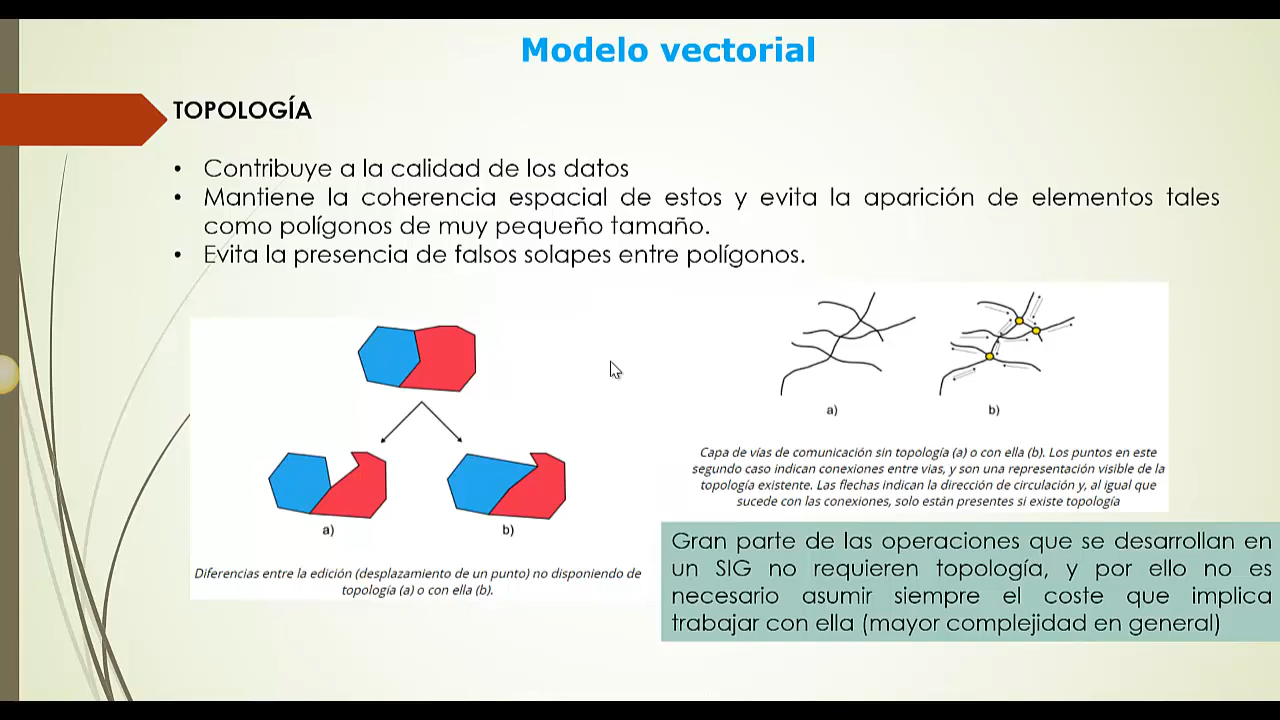 Modelo vectorial
TOPOLOGÍA
• Contribuye a la calidad de los datos
• Mantiene la coherencia espacial de estos y evita la aparición de elementos tales
como polígonos de muy pequeño tamaño.
• Evita la presencia de falsos solapes entre polígonos.
a)
b)
Diferencias entre la edición (desplazamiento de un punto) no disponiendo de
topología (a) o con ella (b).
a)
b)
Capa de vías de comunicación sin topología (a) o con ella (b). Los puntos en este
segundo caso indican conexiones entre vías, y son una representación visible de la
topología existente. Las flechas indican la dirección de circulación y, al igual que
sucede con las conexiones, solo están presentes si existe topología
Gran parte de las operaciones que se desarrollan en
un SIG no requieren topología, y por ello no es
necesario asumir siempre el coste que implica
trabajar con ella (mayor complejidad en general)